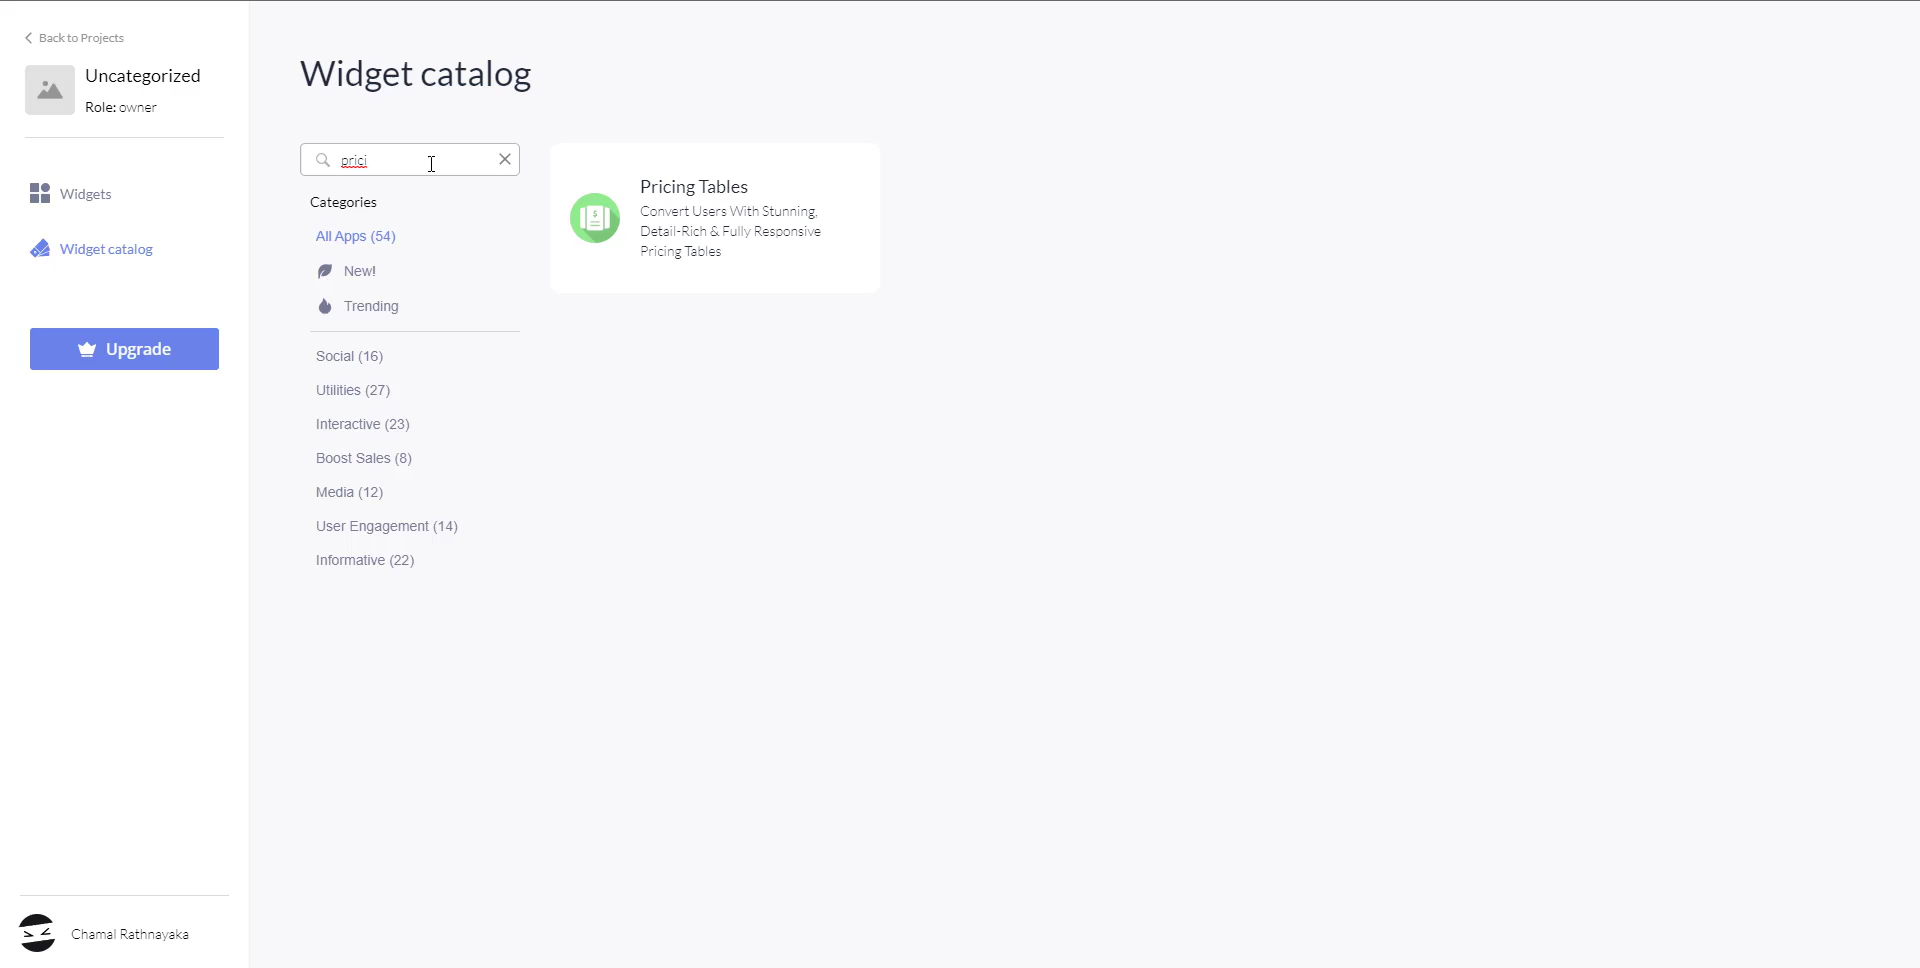 Back to Projects
Uncategorized
Role: owner
Widgets
Widget catalog
Upgrade
Chamal Rathnayaka
Widget catalog
prici
Categories
All Apps (54)
New!
Trending
Social (16)
Utilities (27)
Interactive (23)
Boost Sales (8)
Media (12)
User Engagement (14)
Informative (22)
Pricing Tables
Convert Users With Stunning,
Detail-Rich & Fully Responsive
Pricing Tables